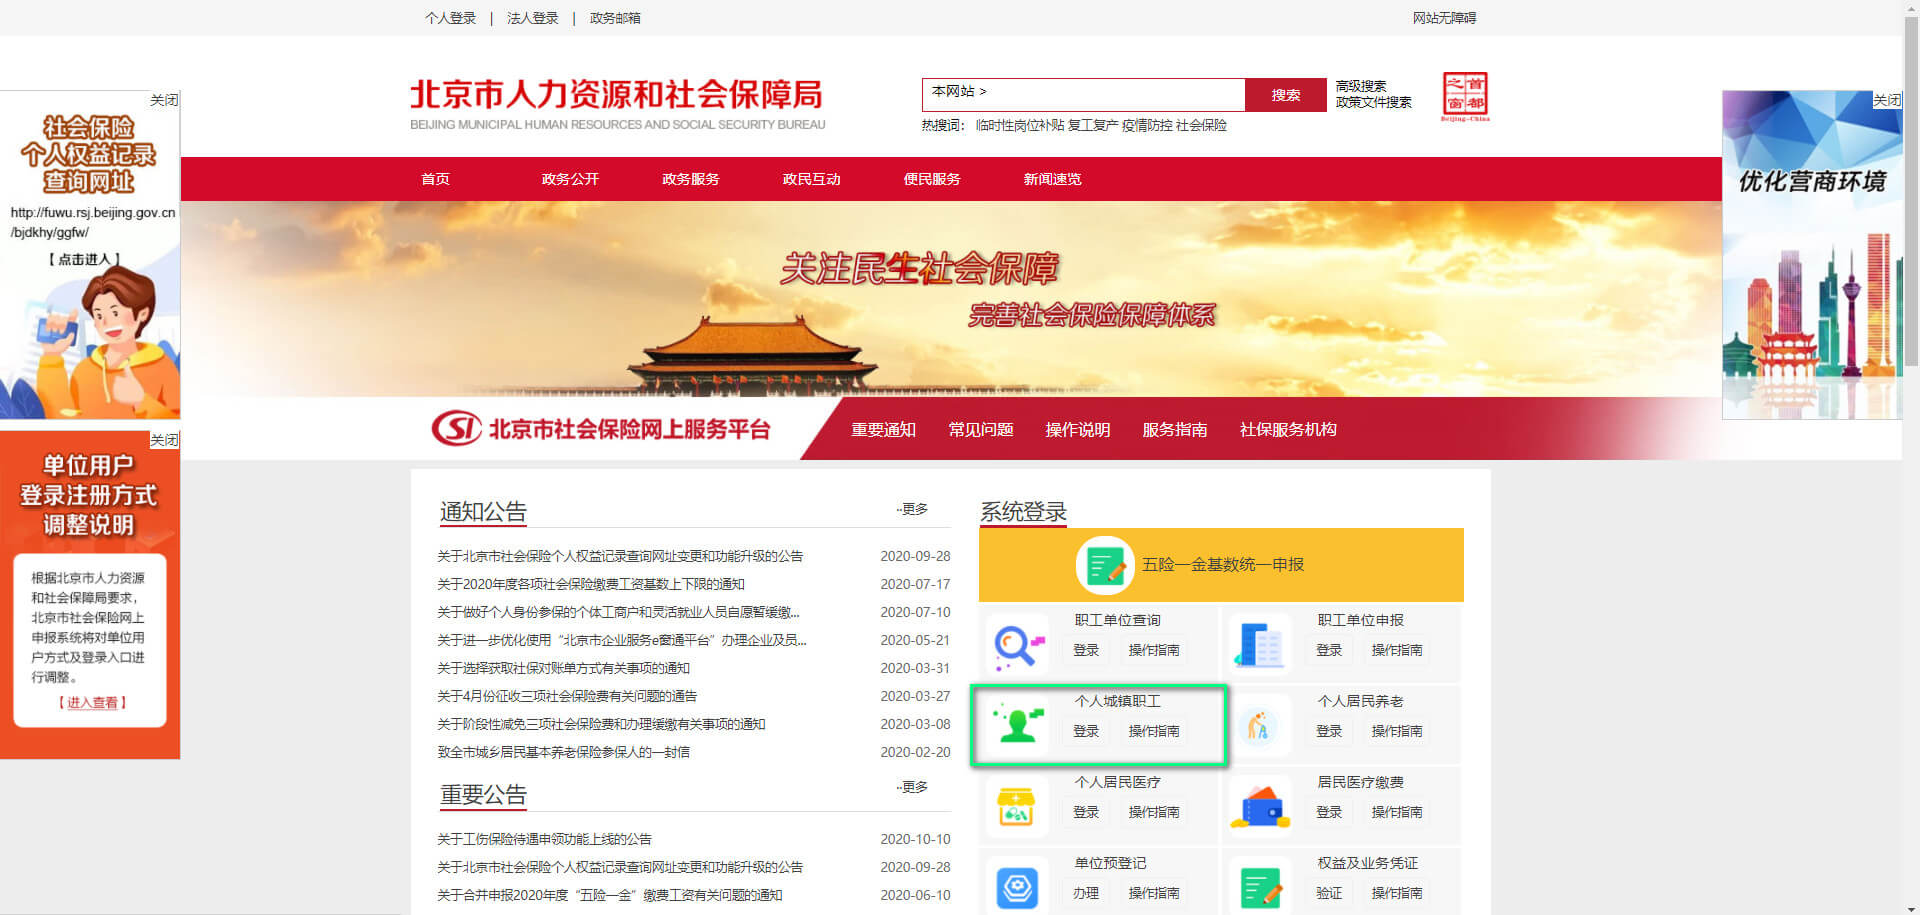 个人登录 | 法人登录 | 政务邮箱
网站无障碍
北京市人力资源和社会保障局
BEIJING MUNICIPAL HUMAN RESOURCES AND SOCIAL SECURITY BUREAU
本网站 >
搜索
高级搜索
政策文件搜索
热搜词： 临时性岗位补贴 复工复产 疫情防控 社会保险
首都之窗
Beijing-China
首页 政务公开 政务服务 政民互动 便民服务 新闻速览
关闭
社会保险
个人权益记录
查询网址
http://fuwu.rsj.beijing.gov.cn
/bjdkhy/ggfw/
【 点击进人 】
关闭
优化营商环境
关注民生社会保障
完善社会保险保障体系
SI 北京市社会保险网上服务平台
重要通知 常见问题 操作说明 服务指南 社保服务机构
关闭
单位用户
登录注册方式
调整说明
根据北京市人力资源
和社会保障局要求，
北京市社会保险网上
申报系统将对单位用
户方式及登录入口进
行调整。
【 进入查看 】
通知公告
··更多
关于北京市社会保险个人权益记录查询网址变更和功能升级的公告 2020-09-28
关于2020年度各项社会保险缴费工资基数上下限的通知 2020-07-17
关于做好个人身份参保的个体工商户和灵活就业人员自愿暂缓缴... 2020-07-10
关于进一步优化使用“北京市企业服务e窗通平台”办理企业及员... 2020-05-21
关于选择获取社保对账单方式有关事项的通知 2020-03-31
关于4月份征收三项社会保险费有关问题的通告 2020-03-27
关于阶段性减免三项社会保险费和办理缓缴有关事项的通知 2020-03-08
致全市城乡居民基本养老保险参保人的一封信 2020-02-20
重要公告
··更多
关于工伤保险待遇申领功能上线的公告 2020-10-10
关于北京市社会保险个人权益记录查询网址变更和功能升级的公告 2020-09-28
关于合并申报2020年度“五险一金”缴费工资有关问题的通知 2020-06-10
系统登录
五险一金基数统一申报
职工单位查询
登录 操作指南
职工单位申报
登录 操作指南
个人城镇职工
登录 操作指南
个人居民养老
登录 操作指南
个人居民医疗
登录 操作指南
居民医疗缴费
登录 操作指南
单位预登记
办理 操作指南
权益及业务凭证
验证 操作指南